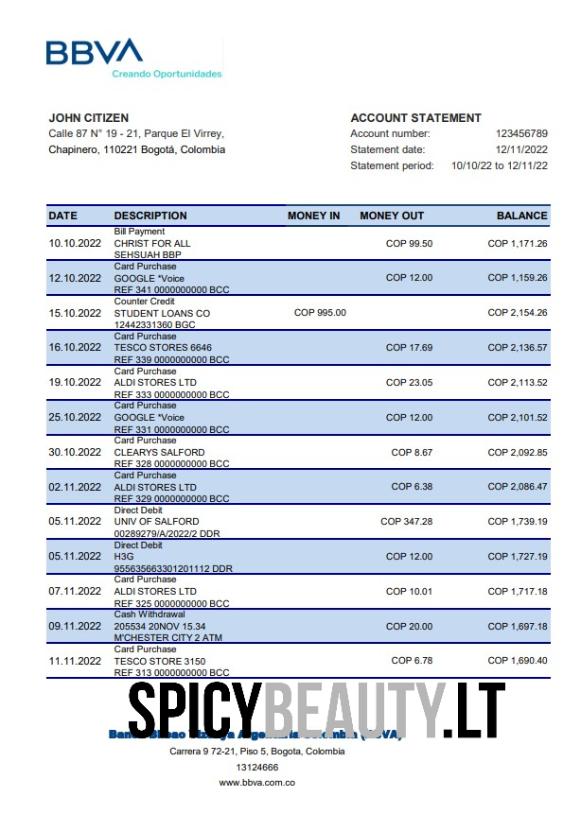 BBVA
Creando Oportunidades
JOHN CITIZEN
Calle 87 N° 19 - 21, Parque El Virrey,
Chapinero, 110221 Bogotá, Colombia
ACCOUNT STATEMENT
Account number: 123456789
Statement date: 12/11/2022
Statement period: 10/10/22 to 12/11/22
DATE DESCRIPTION MONEY IN MONEY OUT BALANCE
Bill Payment
10.10.2022 CHRIST FOR ALL COP 99.50 COP 1,171.26
SEHSUAH BBP
Card Purchase
12.10.2022 GOOGLE *Voice COP 12.00 COP 1,159.26
REF 341 0000000000 BCC
Counter Credit
15.10.2022 STUDENT LOANS CO COP 995.00 COP 2,154.26
12442331360 BGC
Card Purchase
16.10.2022 TESCO STORES 6646 COP 17.69 COP 2,136.57
REF 339 0000000000 BCC
Card Purchase
19.10.2022 ALDI STORES LTD COP 23.05 COP 2,113.52
REF 333 0000000000 BCC
Card Purchase
25.10.2022 GOOGLE *Voice COP 12.00 COP 2,101.52
REF 331 0000000000 BCC
Card Purchase
30.10.2022 CLEARYS SALFORD COP 8.67 COP 2,092.85
REF 328 0000000000 BCC
Card Purchase
02.11.2022 ALDI STORES LTD COP 6.38 COP 2,086.47
REF 329 0000000000 BCC
Direct Debit
05.11.2022 UNIV OF SALFORD COP 347.28 COP 1,739.19
00289279/A/2022/2 DDR
Direct Debit
05.11.2022 H3G COP 12.00 COP 1,727.19
955635663301201112 DDR
Card Purchase
07.11.2022 ALDI STORES LTD COP 10.01 COP 1,717.18
REF 325 0000000000 BCC
Cash Withdrawal
09.11.2022 205534 20NOV 15.34 COP 20.00 COP 1,697.18
M'CHESTER CITY 2 ATM
Card Purchase
11.11.2022 TESCO STORE 3150 COP 6.78 COP 1,690.40
REF 313 0000000000 BCC
SPICYBEAUTY.LT
Carrera 9 72-21, Piso 5, Bogota, Colombia
13124666
www.bbva.com.co